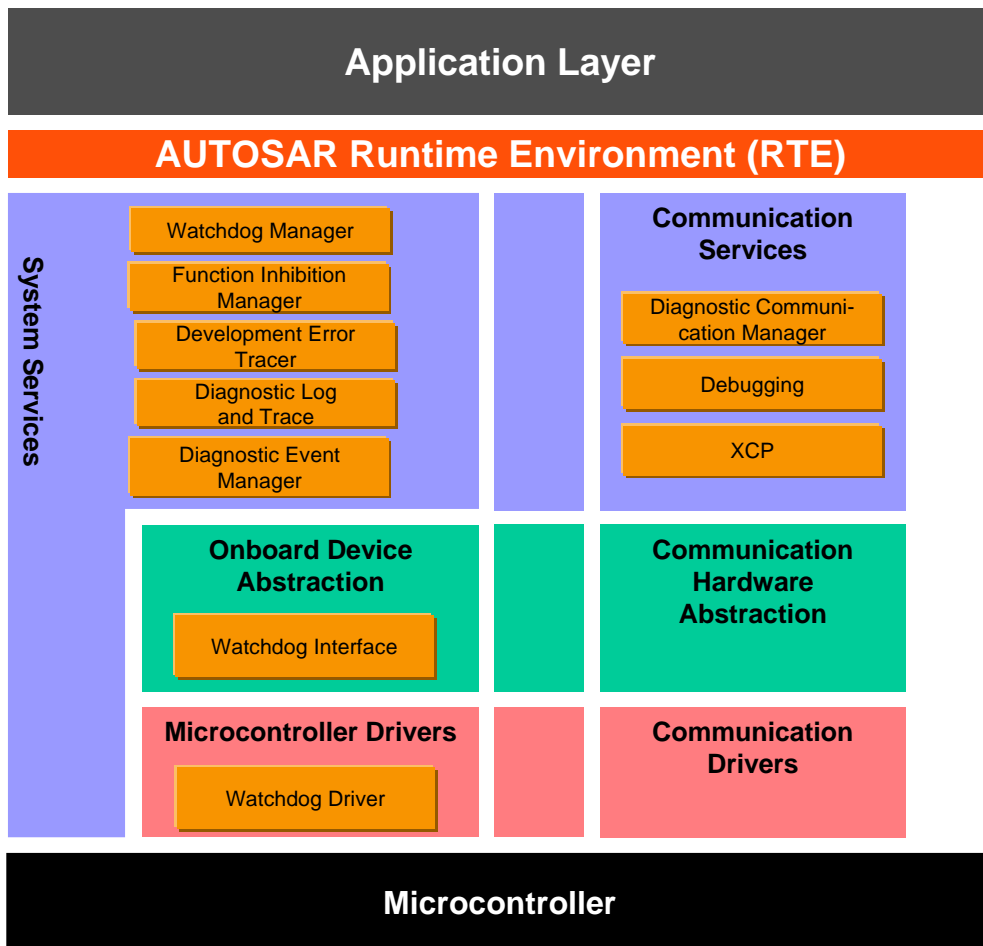 Application Layer
AUTOSAR Runtime Environment (RTE)
System Services
Watchdog Manager
Function Inhibition
Manager
Development Error
Tracer
Diagnostic Log
and Trace
Diagnostic Event
Manager
Communication
Services
Diagnostic Communi-
cation Manager
Debugging
XCP
Onboard Device
Abstraction
Watchdog Interface
Communication
Hardware
Abstraction
Microcontroller Drivers
Watchdog Driver
Communication
Drivers
Microcontroller